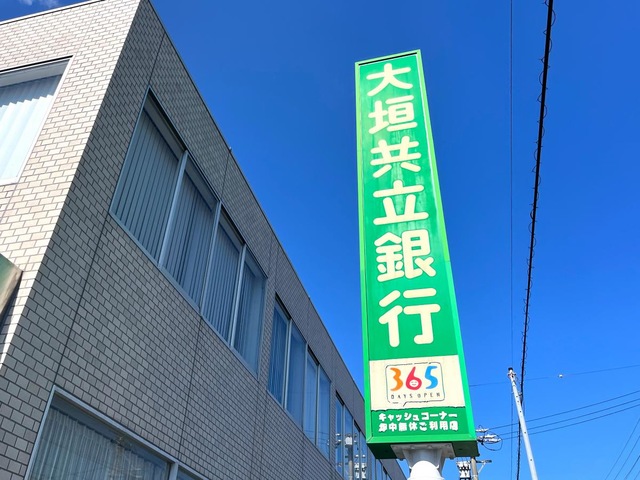 大垣共立銀行
365
DAYS OPEN
キャッシュコーナー
年中無休ご利用店